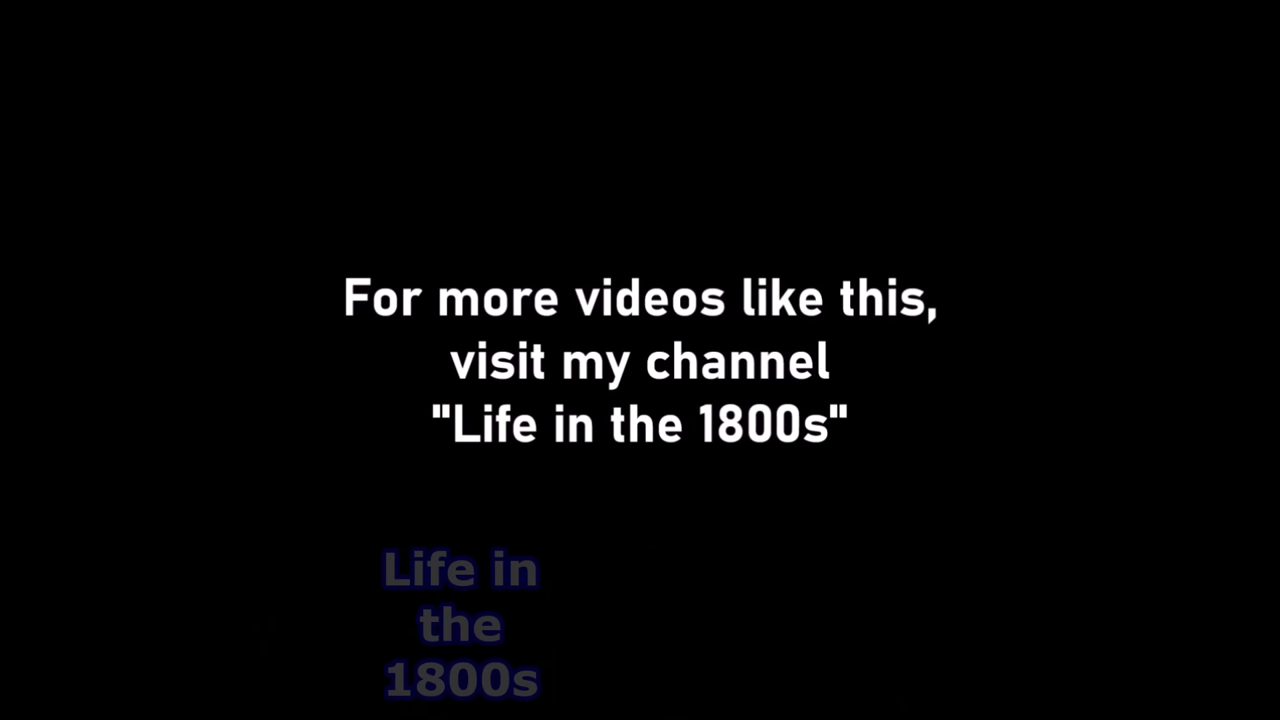 For more videos like this,
visit my channel
"Life in the 1800s"
Life in
the
1800s